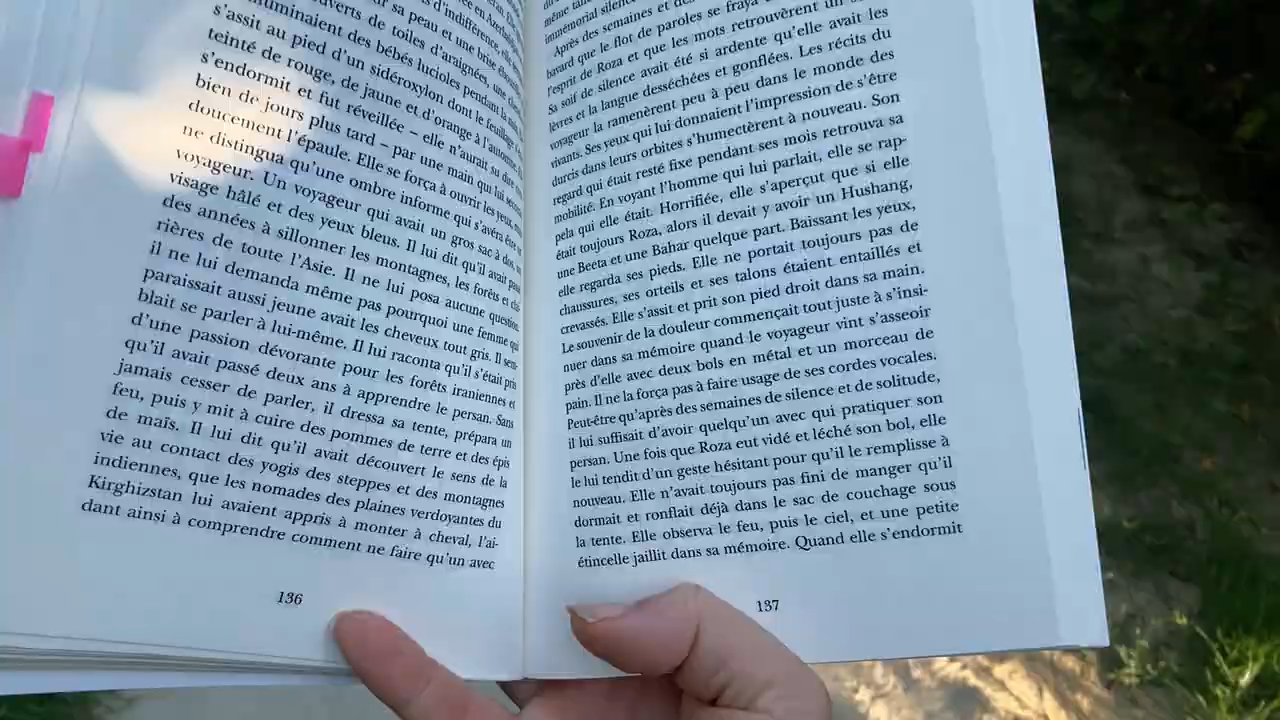 sa peau et une brise
d'indifférence, elle
verts de toiles d'araignées, une
illuminaient des bébés lucioles pendant la
s'assit au pied d'un sidéroxylon dont le feuillage
teinté de rouge, de jaune et d'orange à l'automne.
s'endormit et fut réveillée – elle n'aurait su dire
bien de jours plus tard – par une main qui lui
doucement l'épaule. Elle se força à ouvrir les yeux,
ne distingua qu'une ombre informe qui s'avéra être
voyageur. Un voyageur qui avait un gros sac à dos,
visage hâlé et des yeux bleus. Il lui dit qu'il avait
des années à sillonner les montagnes, les forêts et
rières de toute l'Asie. Il ne lui posa aucune question
il ne lui demanda même pas pourquoi une femme qui
paraissait aussi jeune avait les cheveux tout gris. Il sem-
blait se parler à lui-même. Il lui raconta qu'il s'était pris
d'une passion dévorante pour les forêts iraniennes et
qu'il avait passé deux ans à apprendre le persan. Sans
jamais cesser de parler, il dressa sa tente, prépara un
feu, puis y mit à cuire des pommes de terre et des épis
de maïs. Il lui dit qu'il avait découvert le sens de la
vie au contact des yogis des steppes et des montagnes
indiennes, que les nomades des plaines verdoyantes du
Kirghizstan lui avaient appris à monter à cheval, l'ai-
dant ainsi à comprendre comment ne faire qu'un avec
136
immémorial silence
Après des semaines et des
bavard que le flot de paroles se fraya
l'esprit de Roza et que les mots retrouvèrent un
Sa soif de silence avait été si ardente qu'elle avait les
lèvres et la langue desséchées et gonflées. Les récits du
voyageur la ramenèrent peu à peu dans le monde des
vivants. Ses yeux qui lui donnaient l'impression de s'être
durcis dans leurs orbites s'humectèrent à nouveau. Son
regard qui était resté fixe pendant ses mois retrouva sa
mobilité. En voyant l'homme qui lui parlait, elle se rap-
pela qui elle était. Horrifiée, elle s'aperçut que si elle
était toujours Roza, alors il devait y avoir un Hushang,
une Beeta et une Bahar quelque part. Baissant les yeux,
elle regarda ses pieds. Elle ne portait toujours pas de
chaussures, ses orteils et ses talons étaient entaillés et
crevassés. Elle s'assit et prit son pied droit dans sa main.
Le souvenir de la douleur commençait tout juste à s'insi-
nuer dans sa mémoire quand le voyageur vint s'asseoir
près d'elle avec deux bols en métal et un morceau de
pain. Il ne la força pas à faire usage de ses cordes vocales.
Peut-être qu'après des semaines de silence et de solitude,
il lui suffisait d'avoir quelqu'un avec qui pratiquer son
persan. Une fois que Roza eut vidé et léché son bol, elle
le lui tendit d'un geste hésitant pour qu'il le remplisse à
nouveau. Elle n'avait toujours pas fini de manger qu'il
dormait et ronflait déjà dans le sac de couchage sous
la tente. Elle observa le feu, puis le ciel, et une petite
étincelle jaillit dans sa mémoire. Quand elle s'endormit
137